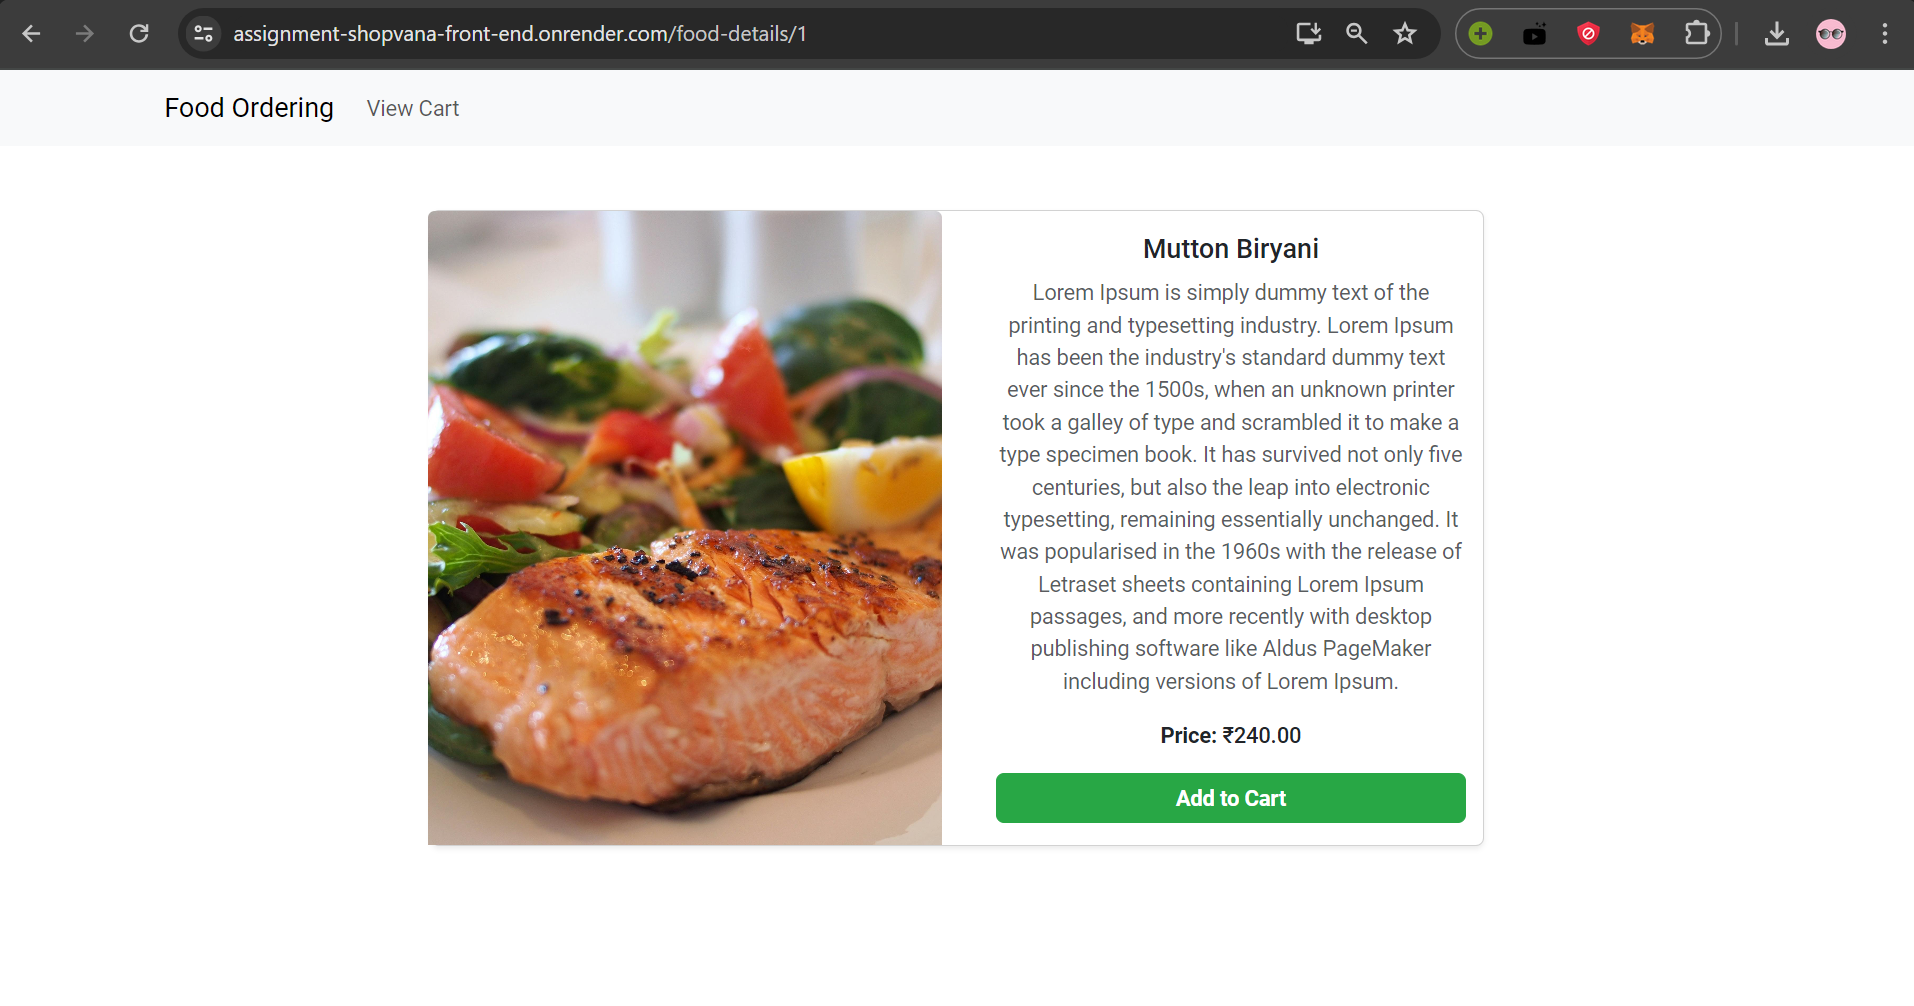 assignment-shopvana-front-end.onrender.com/food-details/1
Food Ordering View Cart
Mutton Biryani
Lorem Ipsum is simply dummy text of the
printing and typesetting industry. Lorem Ipsum
has been the industry's standard dummy text
ever since the 1500s, when an unknown printer
took a galley of type and scrambled it to make a
type specimen book. It has survived not only five
centuries, but also the leap into electronic
typesetting, remaining essentially unchanged. It
was popularised in the 1960s with the release of
Letraset sheets containing Lorem Ipsum
passages, and more recently with desktop
publishing software like Aldus PageMaker
including versions of Lorem Ipsum.
Price: ₹240.00
Add to Cart